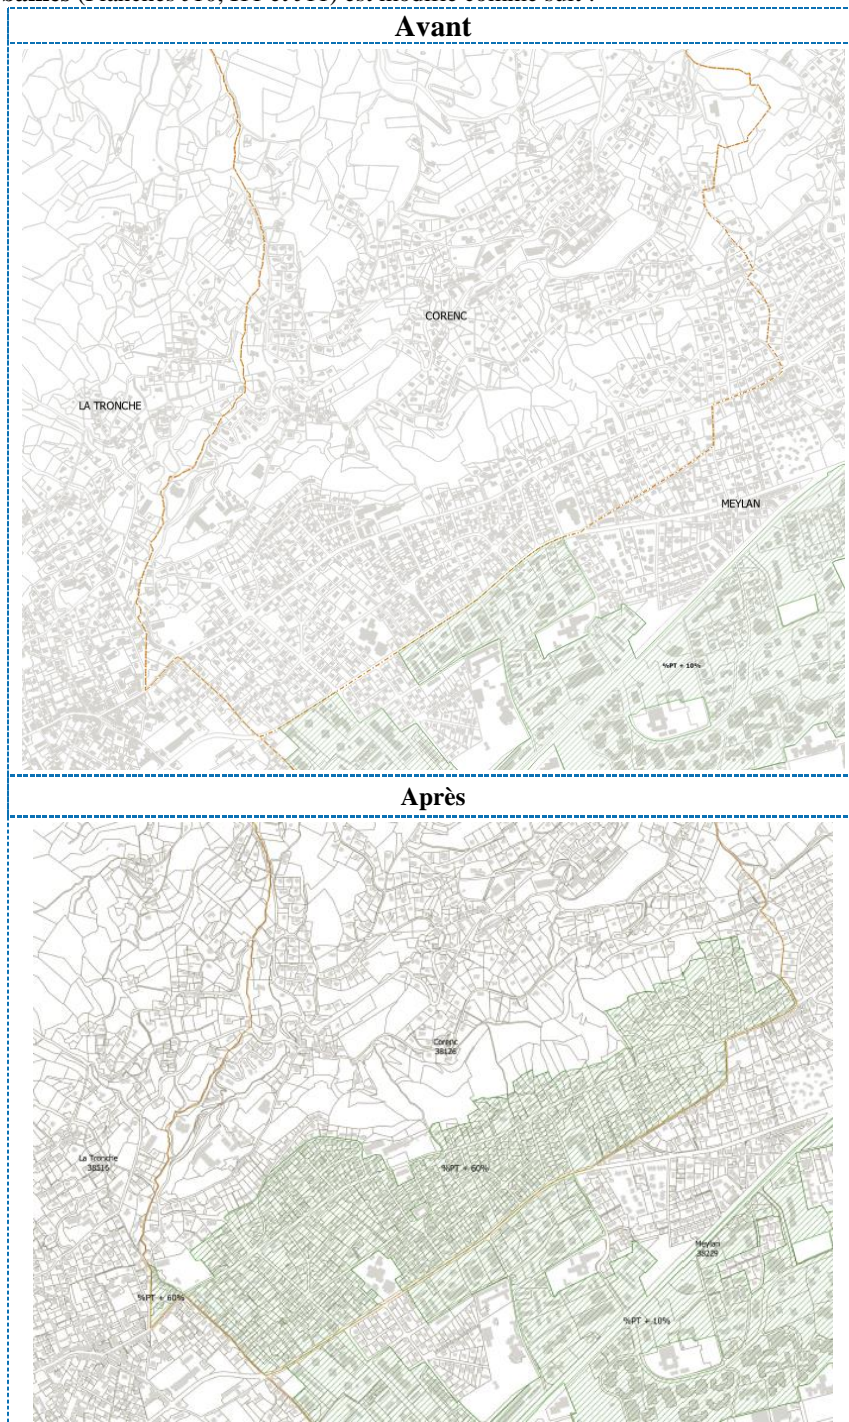 Avant
CORENC
LA TRONCHE
MEYLAN
%PT + 10%
Après
Corenc
38126
La Tronche
38516
%PT + 60%
Meylan
38229
%PT + 60%
%PT + 10%